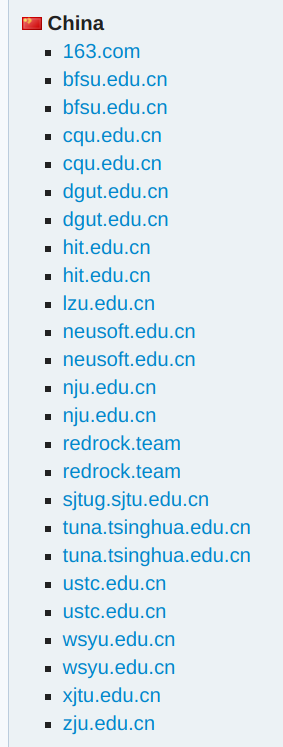 China
163.com
bfsu.edu.cn
bfsu.edu.cn
cqu.edu.cn
cqu.edu.cn
dgut.edu.cn
dgut.edu.cn
hit.edu.cn
hit.edu.cn
lzu.edu.cn
neusoft.edu.cn
neusoft.edu.cn
nju.edu.cn
nju.edu.cn
redrock.team
redrock.team
sjtug.sjtu.edu.cn
tuna.tsinghua.edu.cn
tuna.tsinghua.edu.cn
ustc.edu.cn
ustc.edu.cn
wsyu.edu.cn
wsyu.edu.cn
xjtu.edu.cn
zju.edu.cn